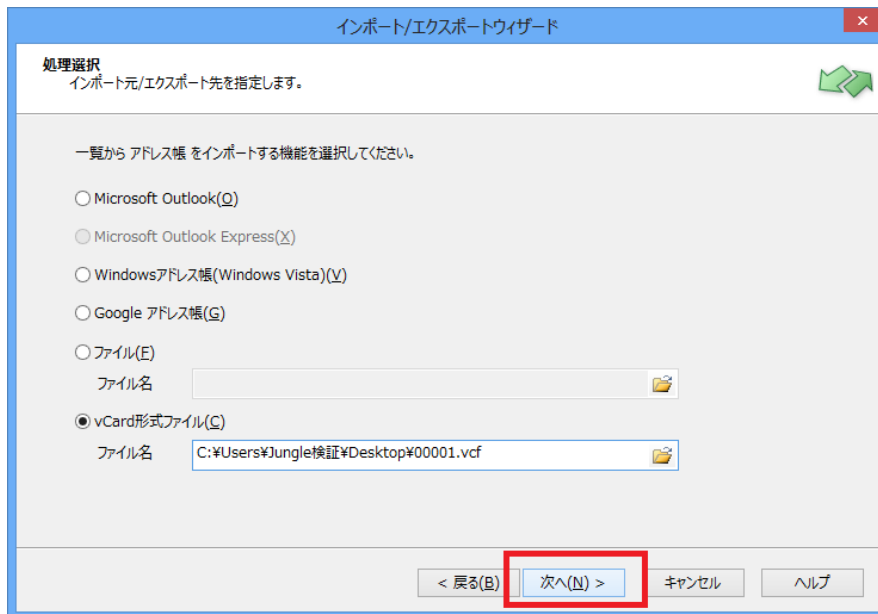 インポート/エクスポートウィザード
処理選択
インポート元/エクスポート先を指定します。
一覧から アドレス帳 をインポートする機能を選択してください。
Microsoft Outlook(O)
Microsoft Outlook Express(X)
Windowsアドレス帳(Windows Vista)(V)
Google アドレス帳(G)
ファイル(F)
ファイル名
vCard形式ファイル(C)
ファイル名 C:¥Users¥Jungle検証¥Desktop¥00001.vcf
< 戻る(B) 次へ(N) > キャンセル ヘルプ